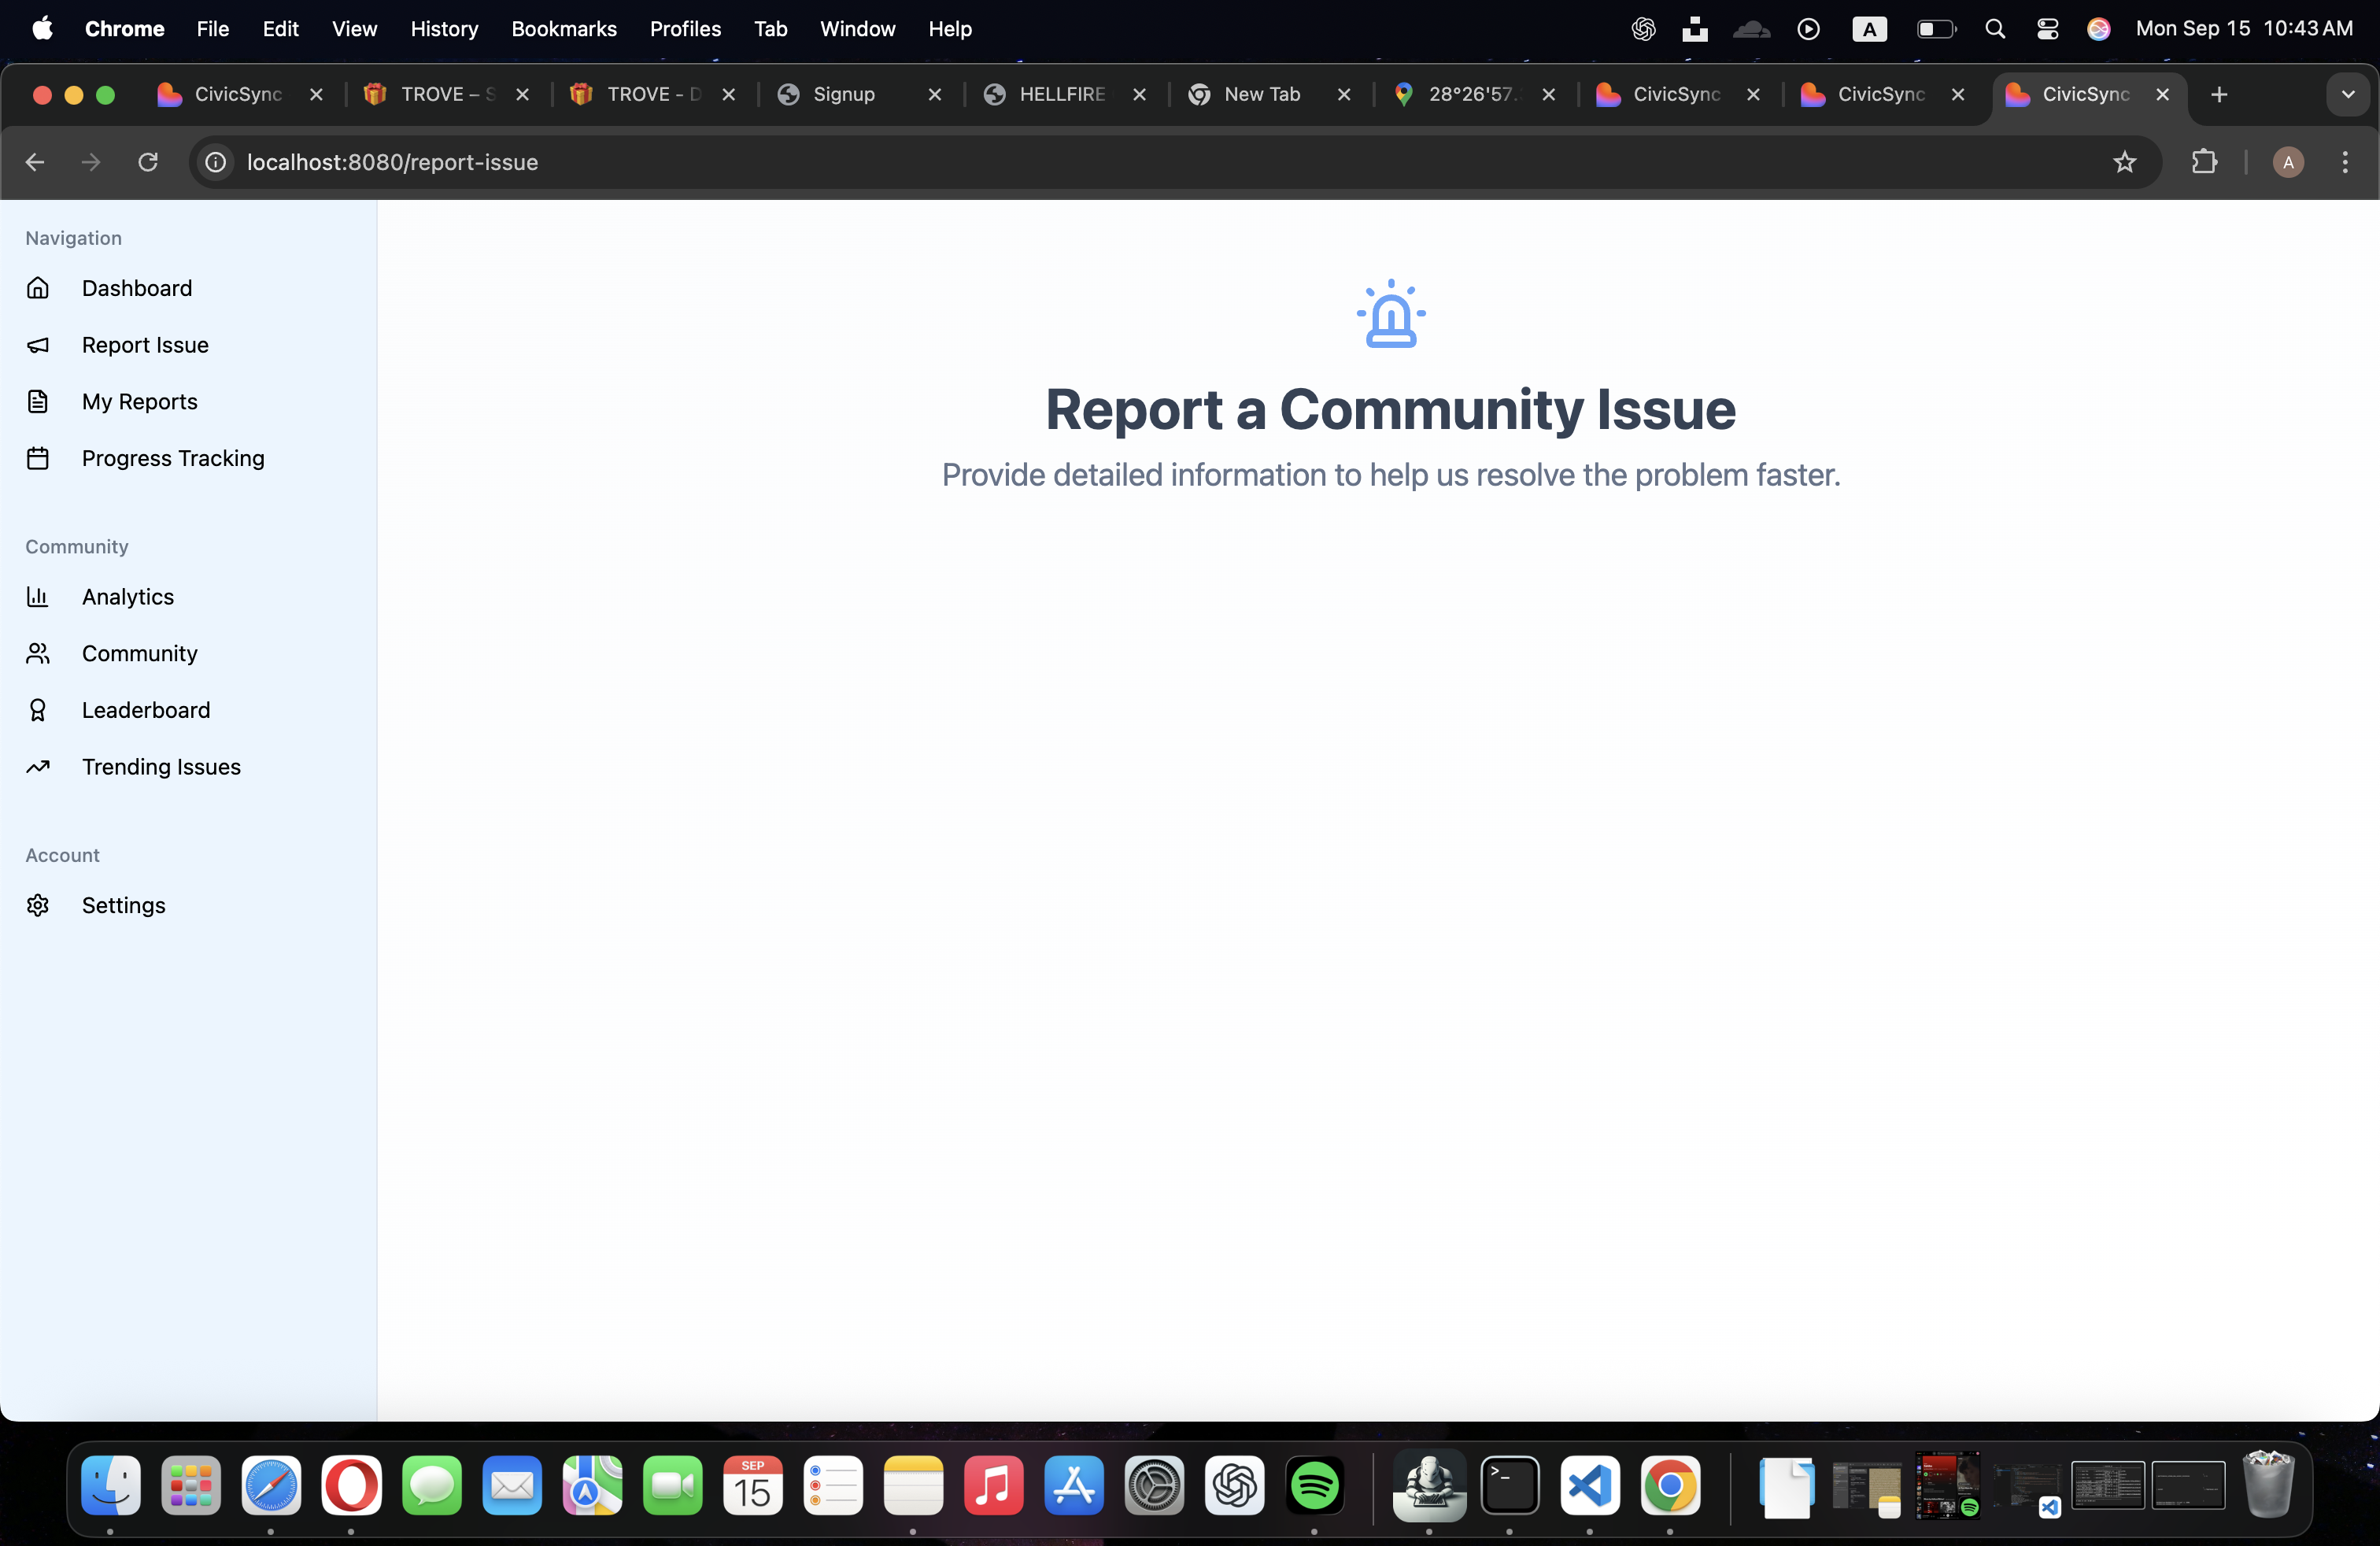 Chrome File Edit View History Bookmarks Profiles Tab Window Help A Mon Sep 15 10:43 AM
CivicSync TROVE – S TROVE - D Signup HELLFIRE New Tab 28°26'57. CivicSync CivicSync CivicSync
localhost:8080/report-issue A
Navigation
Dashboard
Report Issue
My Reports
Progress Tracking
Community
Analytics
Community
Leaderboard
Trending Issues
Account
Settings
Report a Community Issue
Provide detailed information to help us resolve the problem faster.
SEP
15